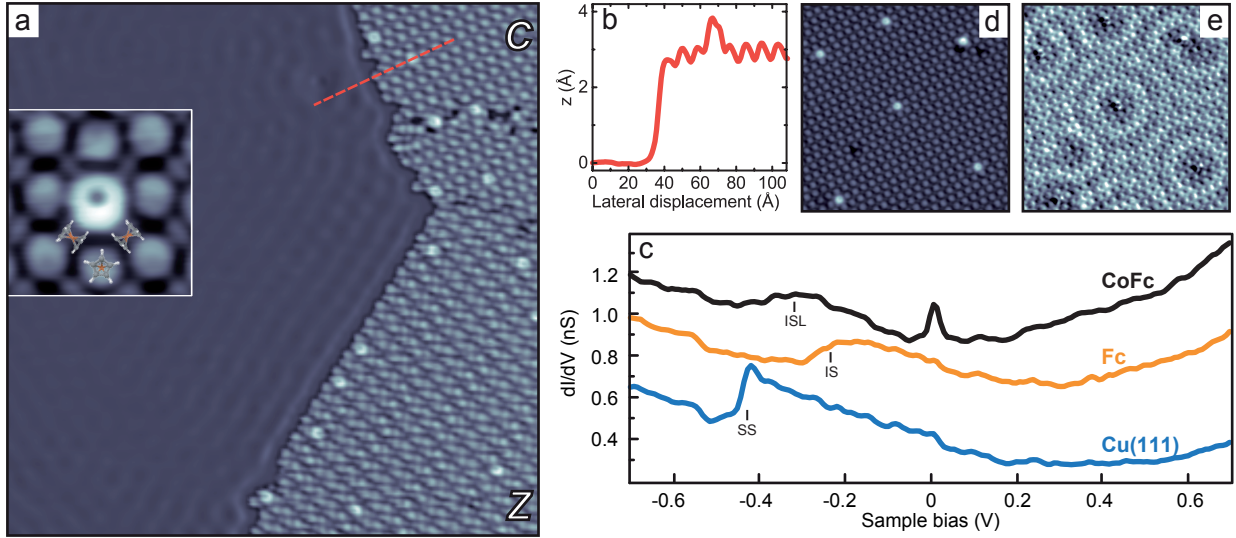 a
C
Z
b
4
2
0
z (Å)
0 20 40 60 80 100
Lateral displacement (Å)
d
e
c
1.2
1.0
0.8
0.6
0.4
dI/dV (nS)
CoFc
ISL
Fc
IS
Cu(111)
SS
-0.6 -0.4 -0.2 0 0.2 0.4 0.6
Sample bias (V)